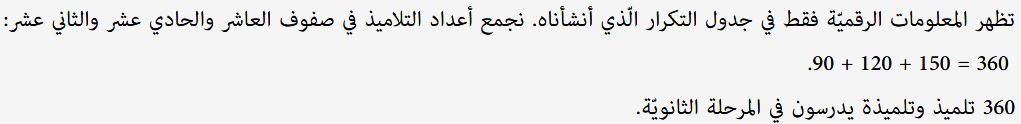 تظهر المعلومات الرقميّة فقط في جدول التكرار الّذي أنشأناه. نجمع أعداد التلاميذ في صفوف العاشر والحادي عشر والثاني عشر:
90 + 120 + 150 = 360.
360 تلميذ وتلميذة يدرسون في المرحلة الثانويّة.